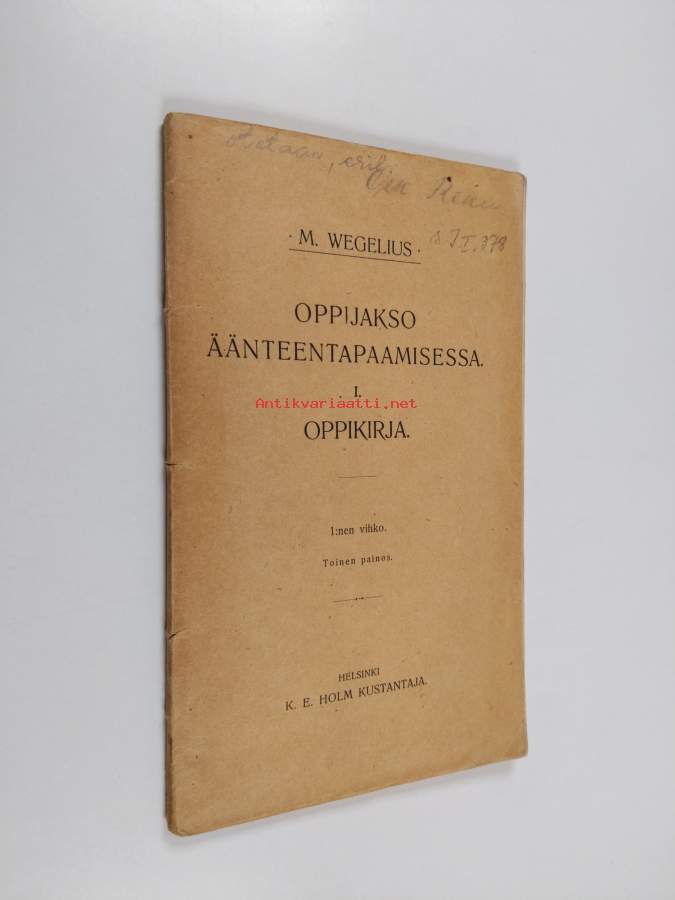 · M. WEGELIUS ·
OPPIJAKSO
ÄÄNTEENTAPAAMISESSA.
I.
Antikvariaatti.net
OPPIKIRJA.
1:nen vihko.
Toinen painos.
HELSINKI
K. E. HOLM KUSTANTAJA.